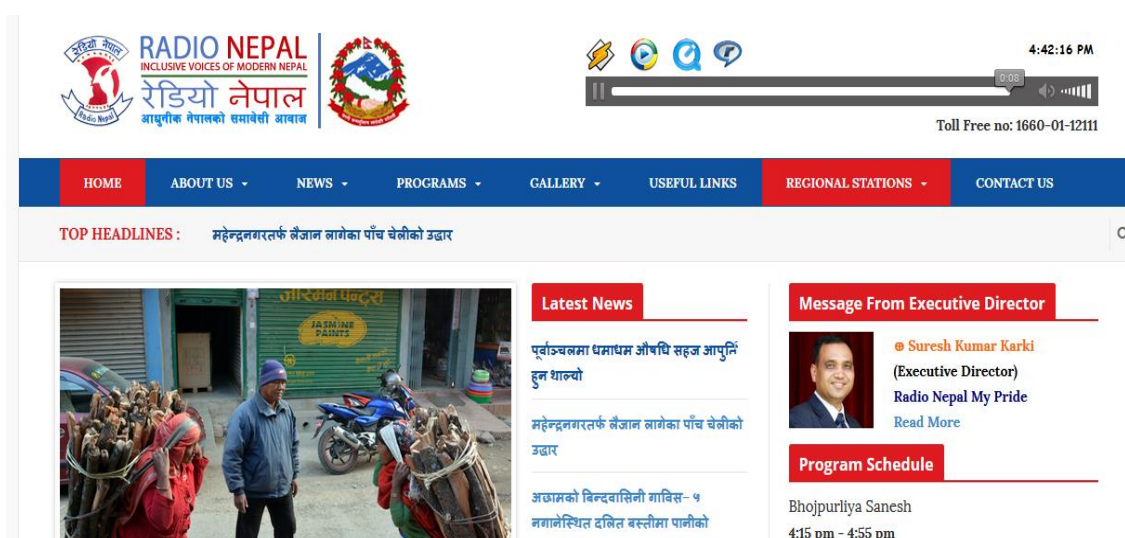 रेडियो नेपाल
Radio Nepal
RADIO NEPAL
INCLUSIVE VOICES OF MODERN NEPAL
रेडियो नेपाल
आधुनीक नेपालको समावेसी आवाज
4:42:16 PM
0:08
Toll Free no: 1660-01-12111
HOME ABOUT US NEWS PROGRAMS GALLERY USEFUL LINKS REGIONAL STATIONS CONTACT US
TOP HEADLINES : महेन्द्रनगरतर्फ लैजान लागेका पाँच चेलीको उद्धार
JASMINE
PAINTS
Latest News
पूर्वाञ्चलमा धमाधम औषधि सहज आपुर्ति
हुन थाल्यो
महेन्द्रनगरतर्फ लैजान लागेका पाँच चेलीको
उद्धार
अछामको बिन्दवासिनी गाविस– ५
नगानेस्थित दलित बस्तीमा पानीको
Message From Executive Director
Suresh Kumar Karki
(Executive Director)
Radio Nepal My Pride
Read More
Program Schedule
Bhojpurliya Sanesh
4:15 pm - 4:55 pm